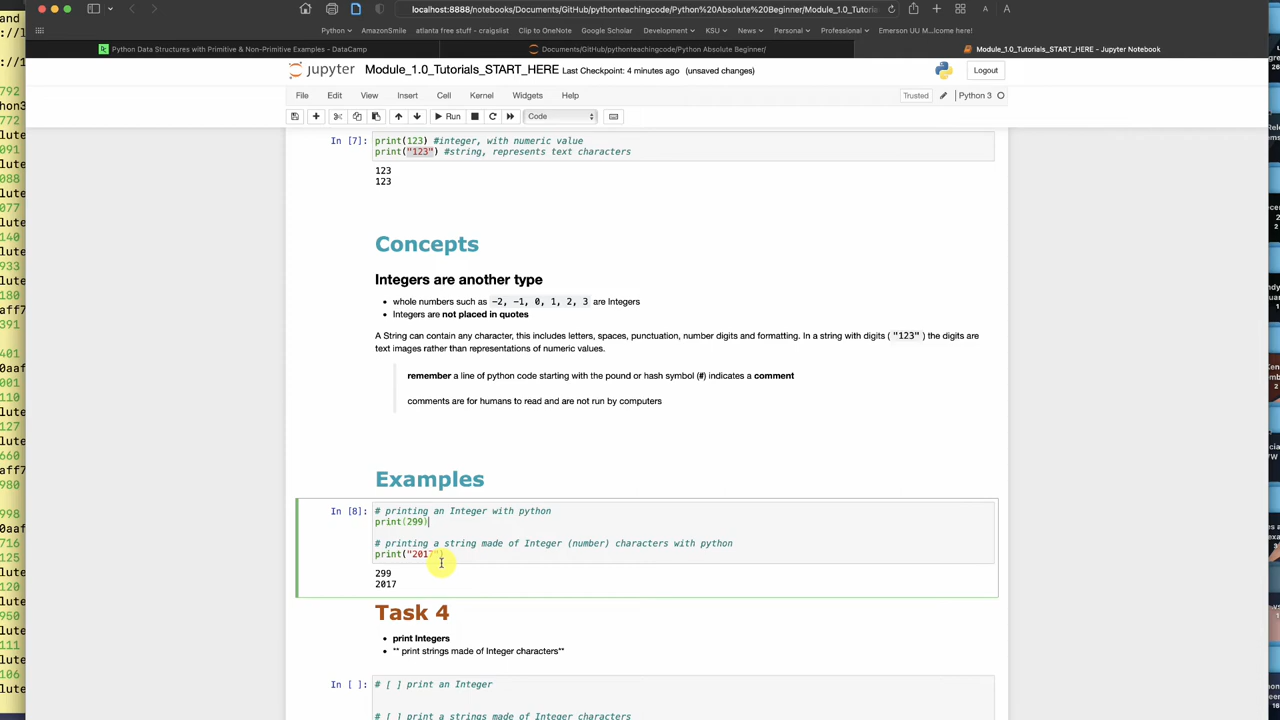 localhost:8888/notebooks/Documents/GitHub/pythonteachingcode/Python%20Absolute%20Beginner/Module_1.0_Tutorials_START_HERE
Python AmazonSmile atlanta free stuff - craigslist Clip to OneNote Google Scholar Development KSU News Personal Professional Emerson UU M...come here!
Python Data Structures with Primitive & Non-Primitive Examples - DataCamp
Documents/GitHub/pythonteachingcode/Python Absolute Beginner/
Module_1.0_Tutorials_START_HERE - Jupyter Notebook
jupyter Module_1.0_Tutorials_START_HERE Last Checkpoint: 4 minutes ago (unsaved changes)
Logout
File Edit View Insert Cell Kernel Widgets Help
Trusted Python 3
Run Code
In [7]: print(123) #integer, with numeric value
print("123") #string, represents text characters
123
123
Concepts
Integers are another type
• whole numbers such as -2, -1, 0, 1, 2, 3 are Integers
• Integers are not placed in quotes
A String can contain any character, this includes letters, spaces, punctuation, number digits and formatting. In a string with digits ( "123" ) the digits are
text images rather than representations of numeric values.
remember a line of python code starting with the pound or hash symbol (#) indicates a comment
comments are for humans to read and are not run by computers
Examples
In [8]: # printing an Integer with python
print(299)
# printing a string made of Integer (number) characters with python
print("2017")
299
2017
Task 4
• print Integers
• ** print strings made of Integer characters**
In [ ]: # [ ] print an Integer
# [ ] print a strings made of Integer characters